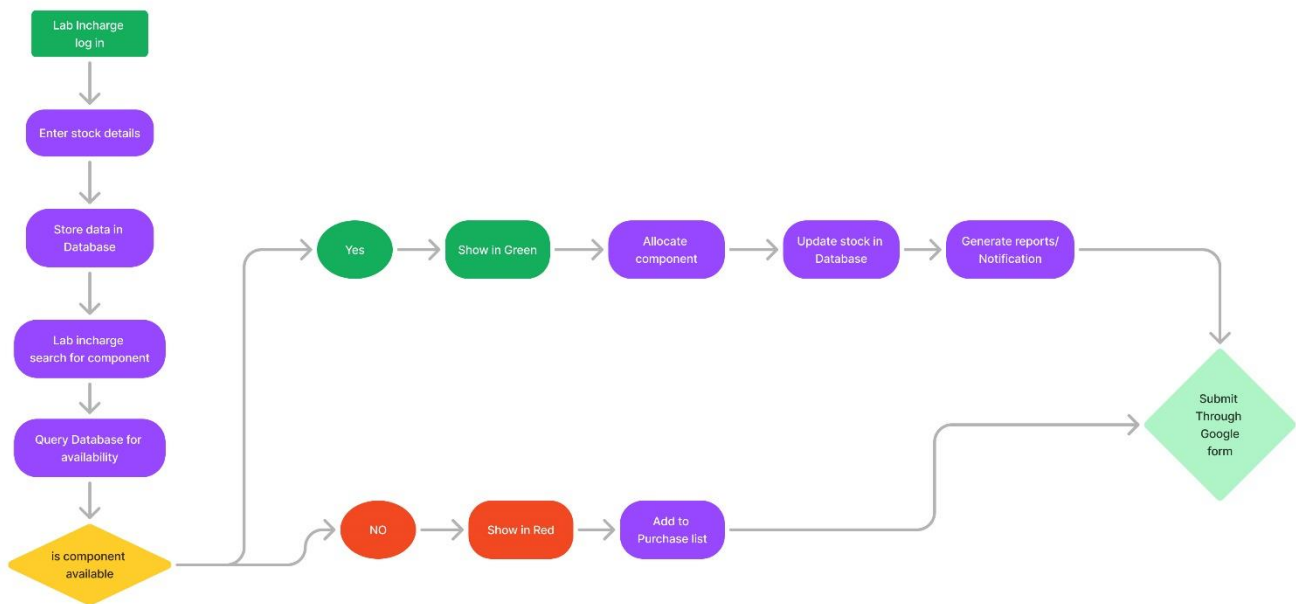 Lab Incharge
log in
Enter stock details
Store data in
Database
Lab incharge
search for component
Query Database for
availability
is component
available
Yes
Show in Green
Allocate
component
Update stock in
Database
Generate reports/
Notification
NO
Show in Red
Add to
Purchase list
Submit
Through
Google
form